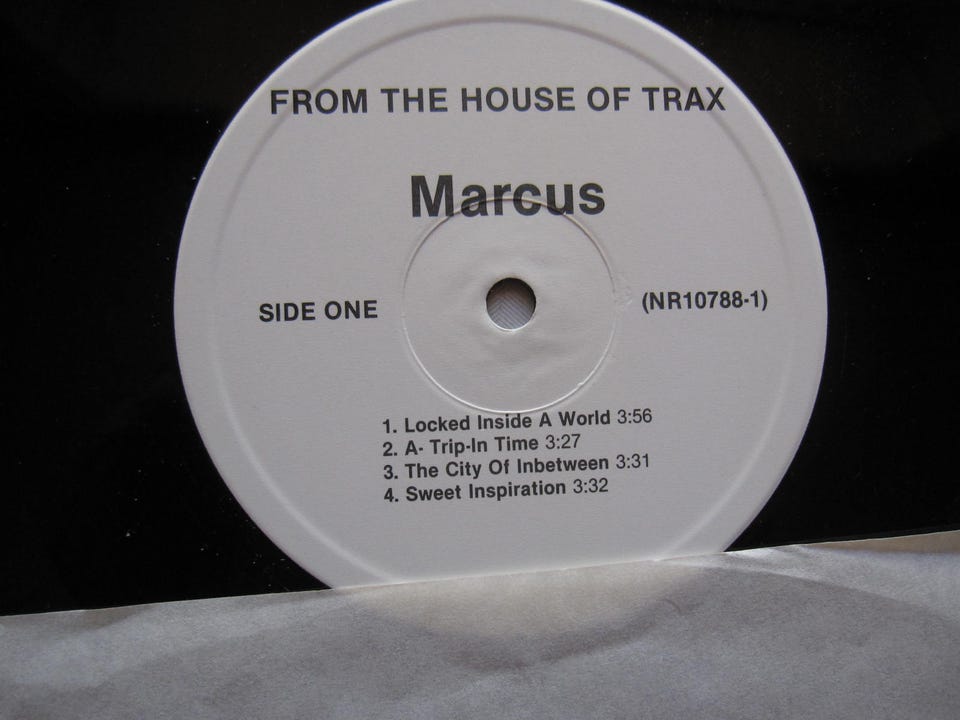 FROM THE HOUSE OF TRAX
Marcus
SIDE ONE
(NR10788-1)
1. Locked Inside A World 3:56
2. A- Trip-In Time 3:27
3. The City Of Inbetween 3:31
4. Sweet Inspiration 3:32